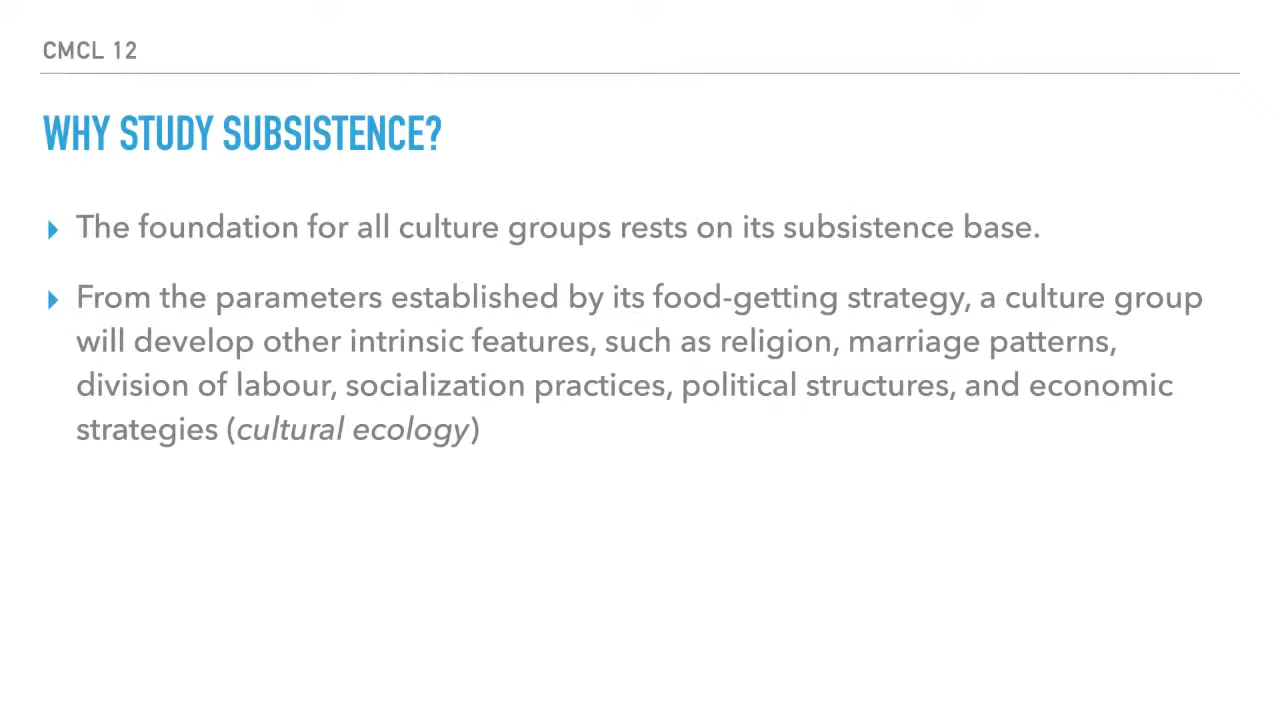 CMCL 12
WHY STUDY SUBSISTENCE?
The foundation for all culture groups rests on its subsistence base.
From the parameters established by its food-getting strategy, a culture group
will develop other intrinsic features, such as religion, marriage patterns,
division of labour, socialization practices, political structures, and economic
strategies (cultural ecology)